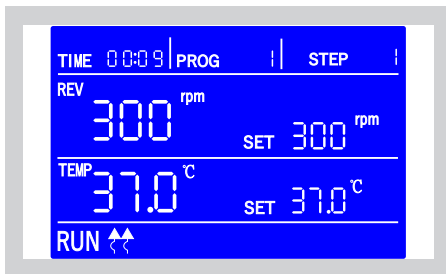 TIME 00:09 PROG 1 STEP 1
REV 300 rpm SET 300 rpm
TEMP 37.0 ℃ SET 37.0 ℃
RUN